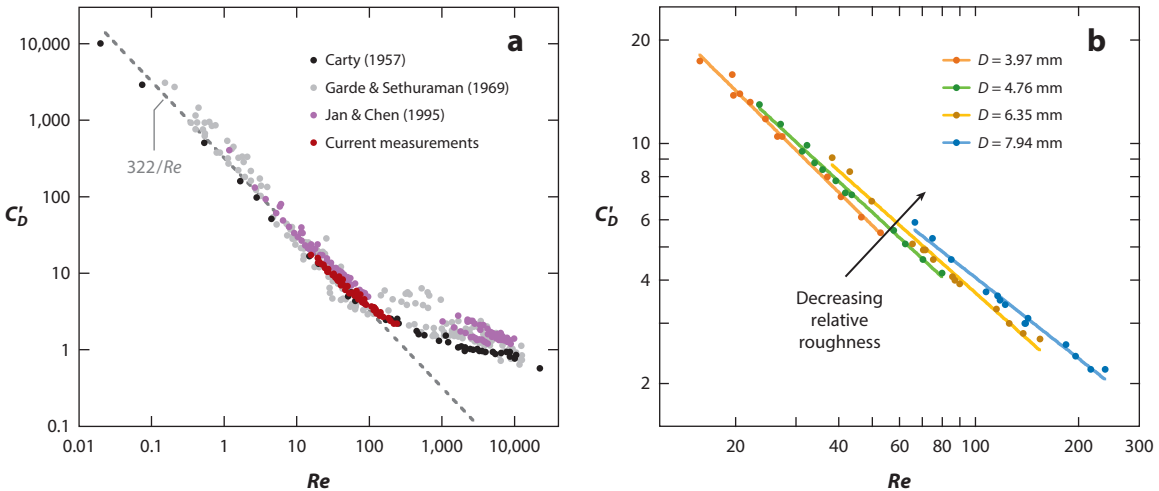 a
10,000
1,000
100
10
1
0.1
C′D
0.01
0.1
1
10
100
1,000
10,000
Re
Carty (1957)
Garde & Sethuraman (1969)
Jan & Chen (1995)
Current measurements
322/Re
b
20
10
8
6
4
2
C′D
20
40
60
80
100
200
300
Re
D = 3.97 mm
D = 4.76 mm
D = 6.35 mm
D = 7.94 mm
Decreasing
relative
roughness